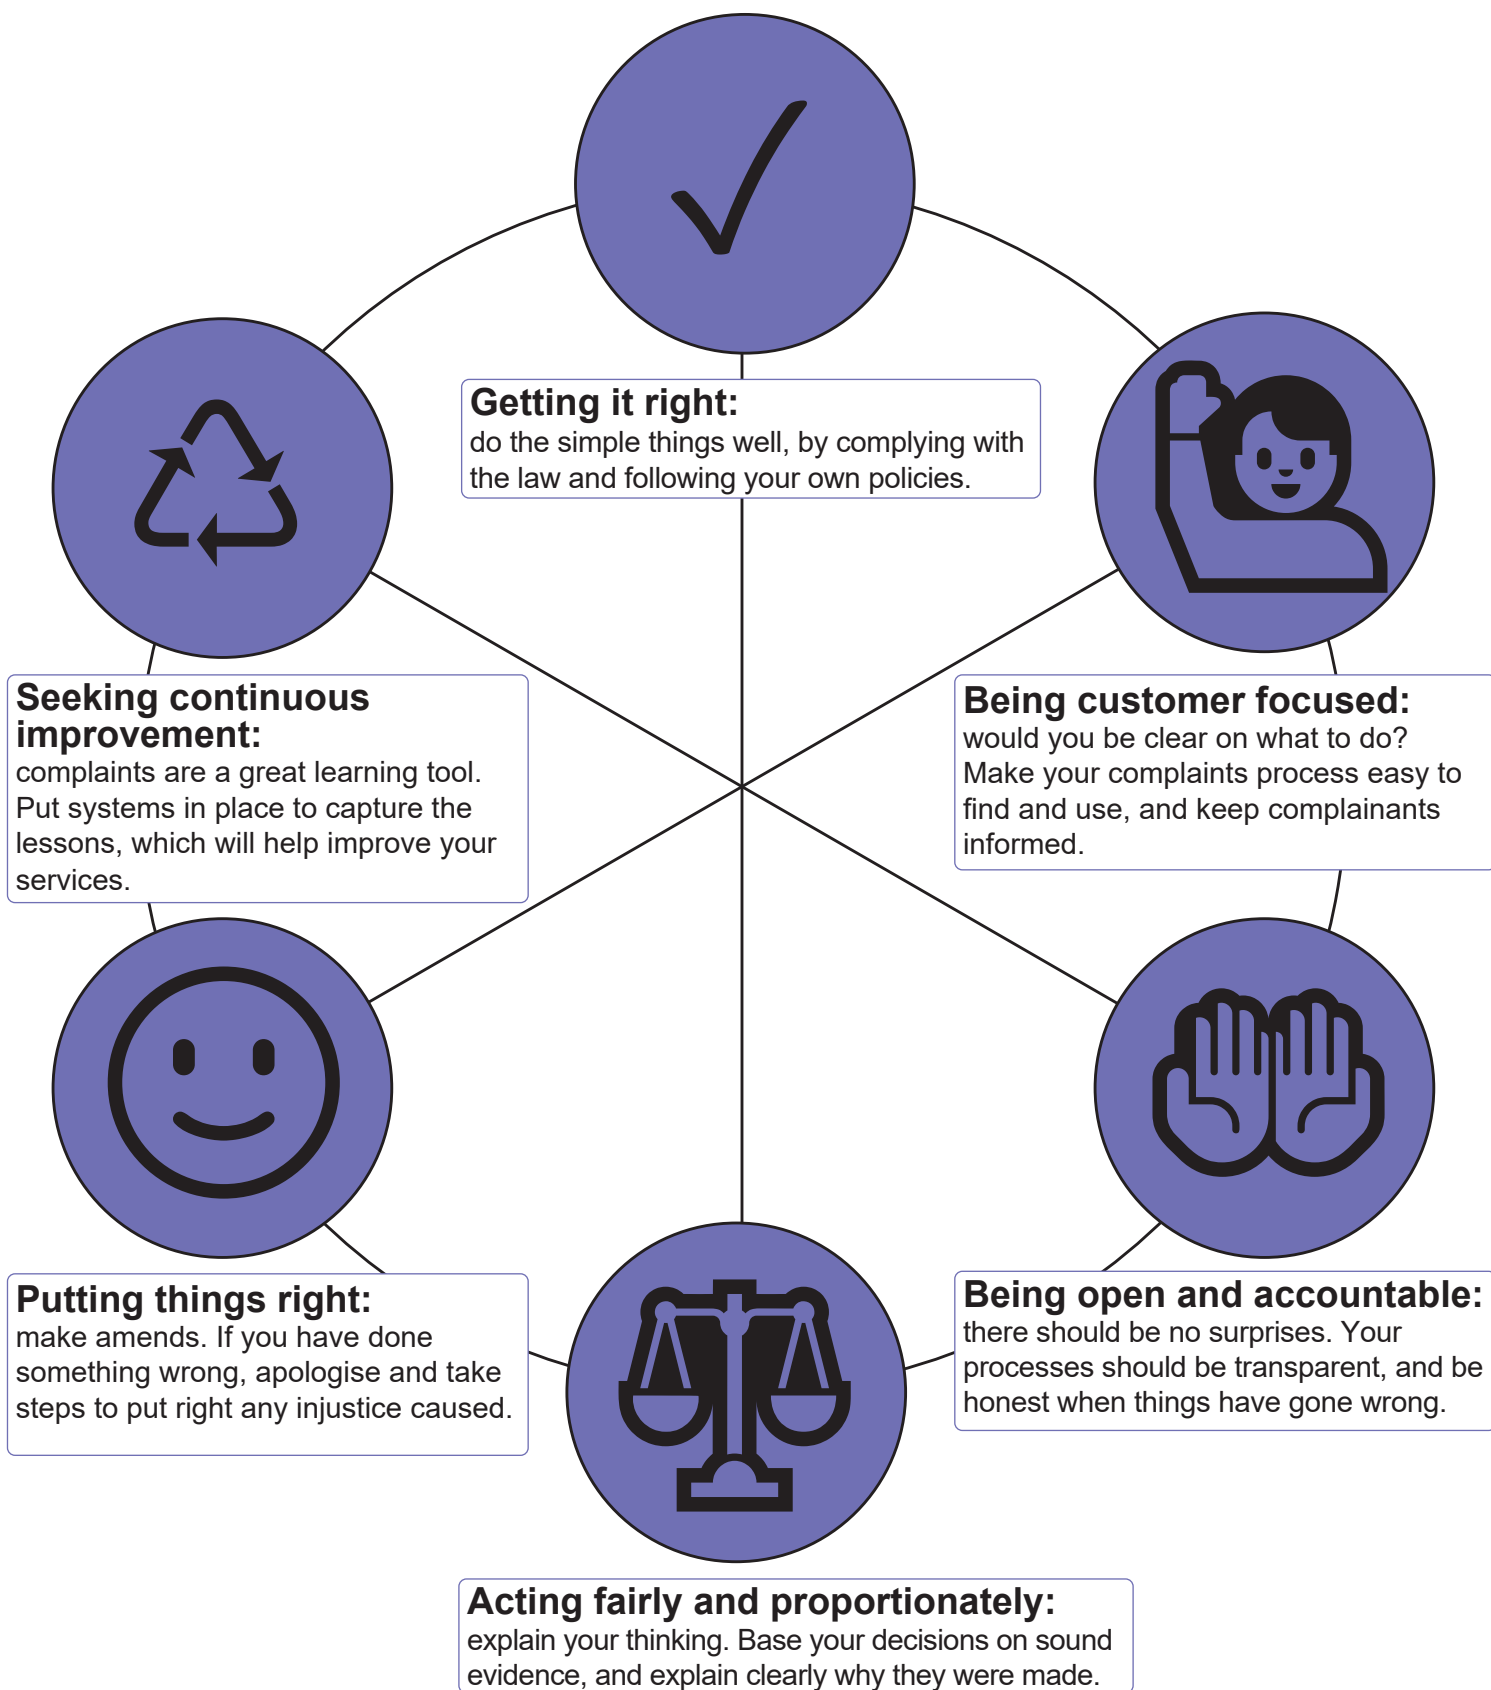 Getting it right:
do the simple things well, by complying with
the law and following your own policies.
Being customer focused:
would you be clear on what to do?
Make your complaints process easy to
find and use, and keep complainants
informed.
Being open and accountable:
there should be no surprises. Your
processes should be transparent, and be
honest when things have gone wrong.
Acting fairly and proportionately:
explain your thinking. Base your decisions on sound
evidence, and explain clearly why they were made.
Putting things right:
make amends. If you have done
something wrong, apologise and take
steps to put right any injustice caused.
Seeking continuous
improvement:
complaints are a great learning tool.
Put systems in place to capture the
lessons, which will help improve your
services.